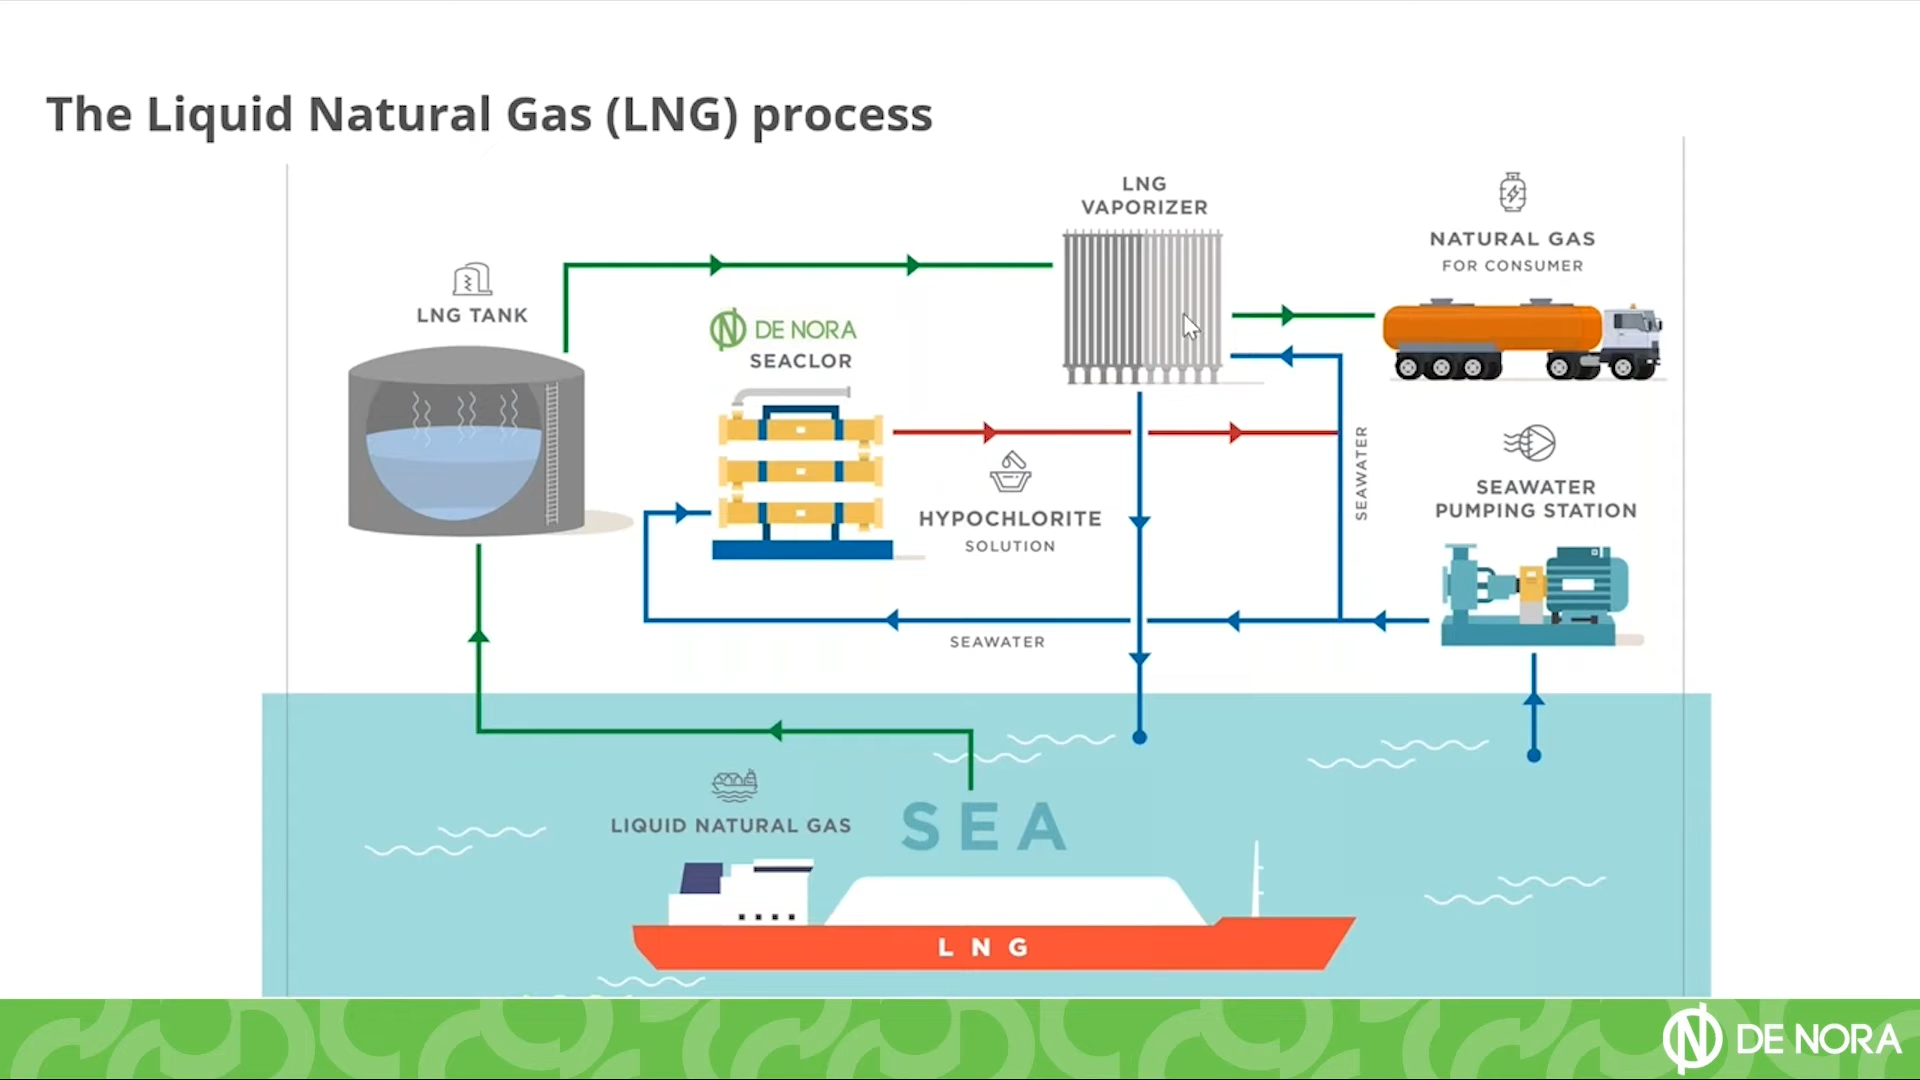 The Liquid Natural Gas (LNG) process
LNG
VAPORIZER
NATURAL GAS
FOR CONSUMER
LNG TANK
DE NORA
SEACLOR
SEAWATER
HYPOCHLORITE
SOLUTION
SEAWATER
PUMPING STATION
SEAWATER
LIQUID NATURAL GAS
SEA
LNG
DE NORA